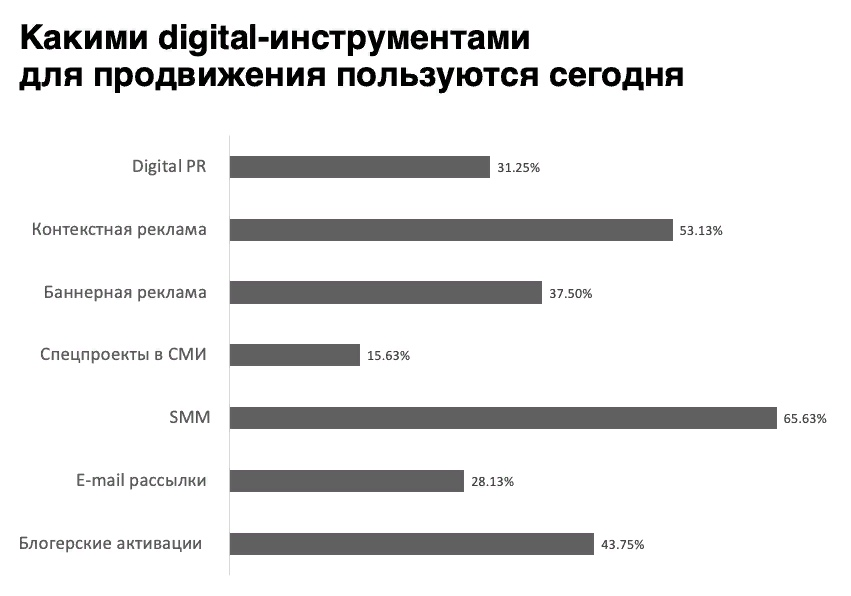 Какими digital-инструментами
для продвижения пользуются сегодня
Digital PR
31.25%
Контекстная реклама
53.13%
Баннерная реклама
37.50%
Спецпроекты в СМИ
15.63%
SMM
65.63%
E-mail рассылки
28.13%
Блогерские активации
43.75%